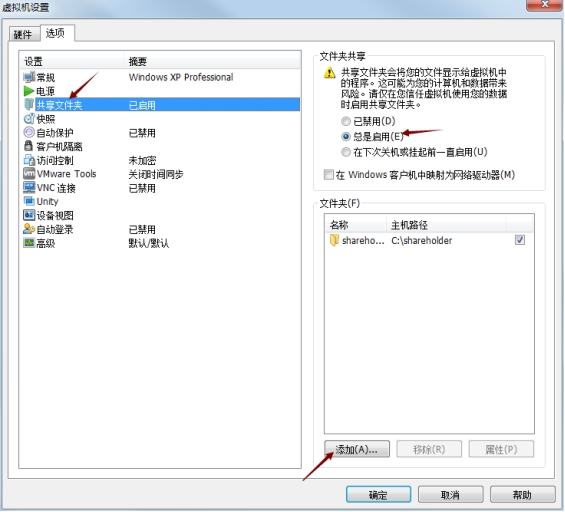 虚拟机设置
硬件 选项
设置 摘要
常规 Windows XP Professional
电源
共享文件夹 已启用
快照
自动保护 已禁用
客户机隔离
访问控制 未加密
VMware Tools 关闭时间同步
VNC 连接 已禁用
Unity
设备视图
自动登录 已禁用
高级 默认/默认
文件夹共享
共享文件夹会将您的文件显示给虚拟机中
的程序。这可能为您的计算机和数据带来
风险。请仅在您信任虚拟机使用您的数据
时启用共享文件夹。
已禁用(D)
总是启用(E)
在下次关机或挂起前一直启用(U)
在 Windows 客户机中映射为网络驱动器(M)
文件夹(F)
名称 主机路径
shareho... C:\shareholder
添加(A)... 移除(R) 属性(P)
确定 取消 帮助